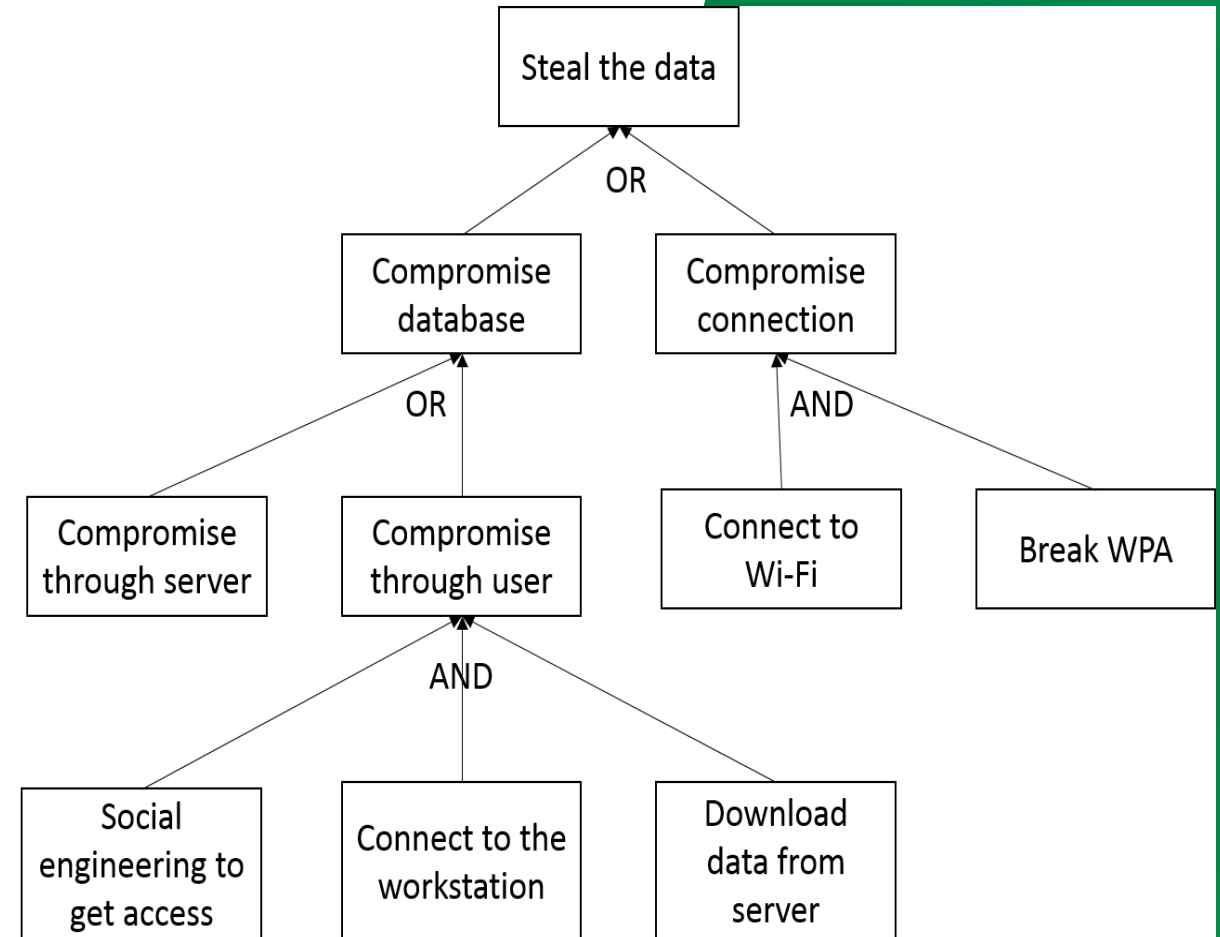 Steal the data
OR
Compromise
database
Compromise
connection
OR
AND
Compromise
through server
Compromise
through user
Connect to
Wi-Fi
Break WPA
AND
Social
engineering to
get access
Connect to the
workstation
Download
data from
server